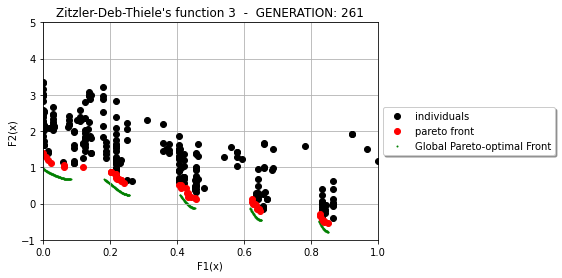 Zitzler-Deb-Thiele's function 3  -  GENERATION: 261
F2(x)
5
4
3
2
1
0
−1
0.0 0.2 0.4 0.6 0.8 1.0
F1(x)
individuals
pareto front
Global Pareto-optimal Front